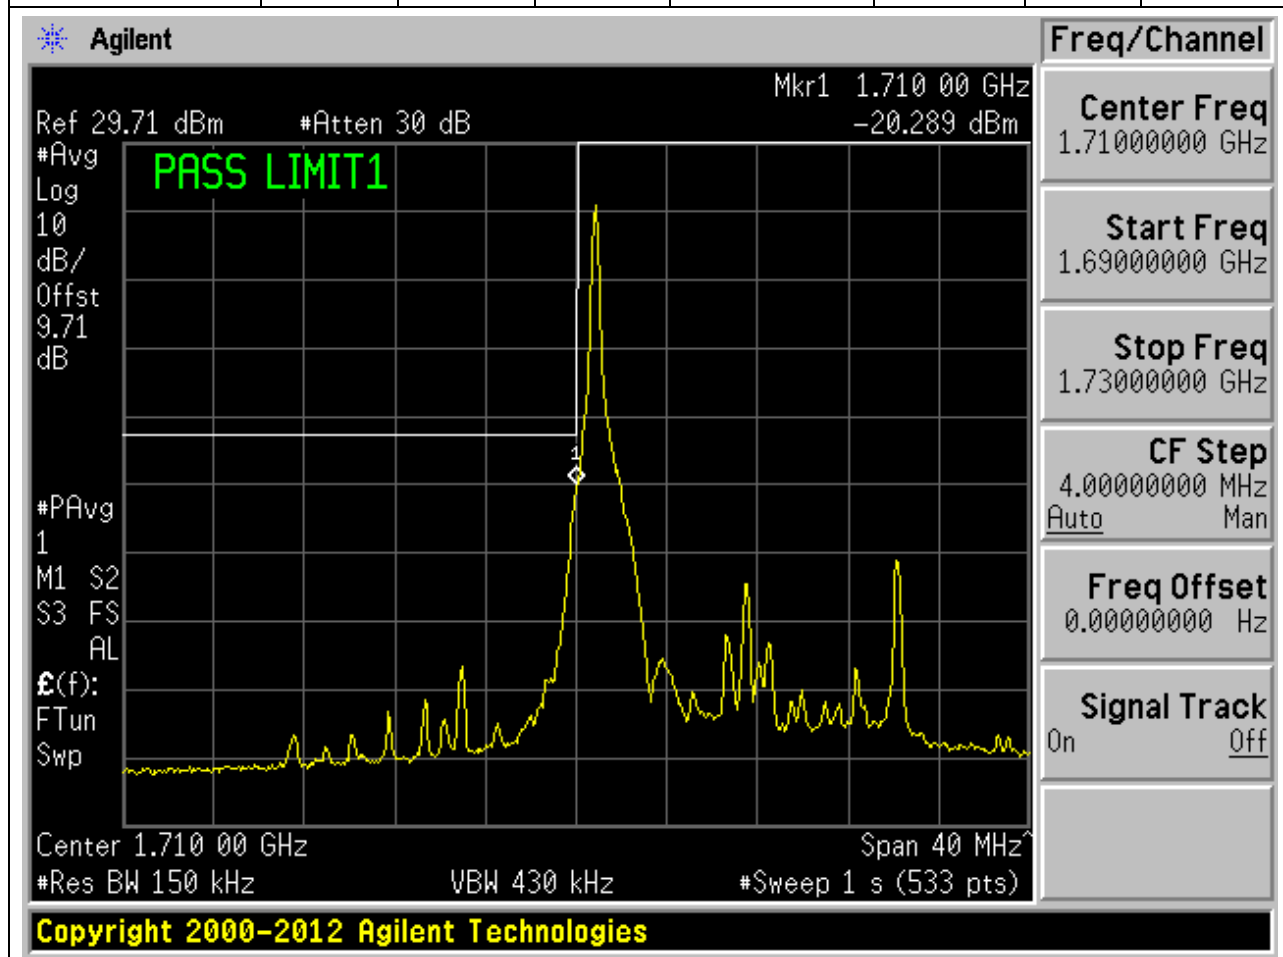 Agilent
Freq/Channel
Mkr1 1.710 00 GHz
Ref 29.71 dBm #Atten 30 dB -20.289 dBm
#Avg
Log
10
dB/
Offst
9.71
dB
PASS LIMIT1
1
#PAvg
1
M1 S2
S3 FS
AL
£(f):
FTun
Swp
Center 1.710 00 GHz Span 40 MHz^
#Res BW 150 kHz VBW 430 kHz #Sweep 1 s (533 pts)
Copyright 2000-2012 Agilent Technologies
Center Freq
1.71000000 GHz
Start Freq
1.69000000 GHz
Stop Freq
1.73000000 GHz
CF Step
4.00000000 MHz
Auto Man
Freq Offset
0.00000000 Hz
Signal Track
On Off